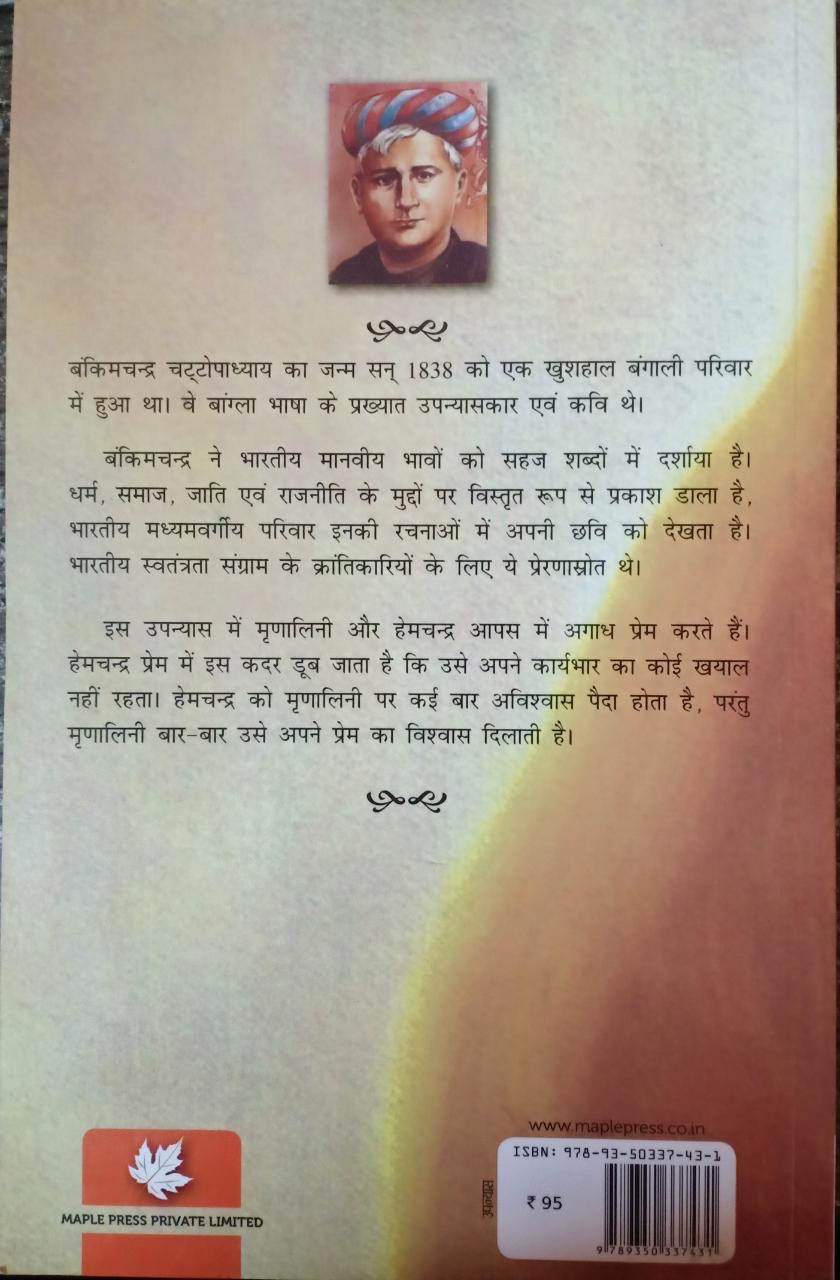 बंकिमचन्द्र चट्टोपाध्याय का जन्म सन् 1838 को एक खुशहाल बंगाली परिवार
में हुआ था। वे बांग्ला भाषा के प्रख्यात उपन्यासकार एवं कवि थे।
बंकिमचन्द्र ने भारतीय मानवीय भावों को सहज शब्दों में दर्शाया है।
धर्म, समाज, जाति एवं राजनीति के मुद्दों पर विस्तृत रूप से प्रकाश डाला है,
भारतीय मध्यमवर्गीय परिवार इनकी रचनाओं में अपनी छवि को देखता है।
भारतीय स्वतंत्रता संग्राम के क्रांतिकारियों के लिए ये प्रेरणास्रोत थे।
इस उपन्यास में मृणालिनी और हेमचन्द्र आपस में अगाध प्रेम करते हैं।
हेमचन्द्र प्रेम में इस कदर डूब जाता है कि उसे अपने कार्यभार का कोई खयाल
नहीं रहता। हेमचन्द्र को मृणालिनी पर कई बार अविश्वास पैदा होता है, परंतु
मृणालिनी बार-बार उसे अपने प्रेम का विश्वास दिलाती है।
www.maplepress.co.in
ISBN: 978-93-50337-43-1
उपन्यास
₹ 95
9 789350 337431
MAPLE PRESS PRIVATE LIMITED